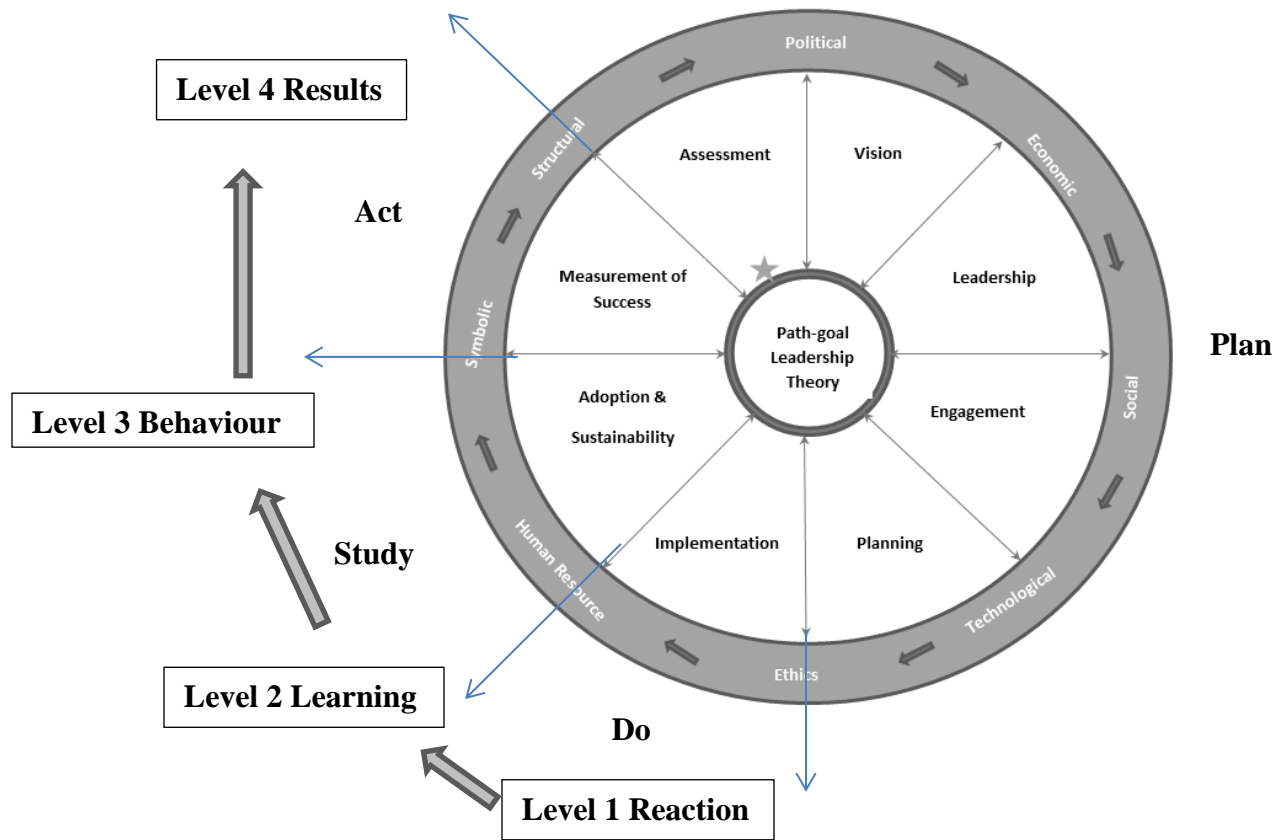 Political
Level 4 Results
Structural
Economic
Assessment
Vision
Act
Measurement of
Success
Leadership
Symbolic
Path-goal
Leadership
Theory
Plan
Social
Level 3 Behaviour
Adoption &
Sustainability
Engagement
Human Resource
Study
Implementation
Planning
Technological
Level 2 Learning
Ethics
Do
Level 1 Reaction